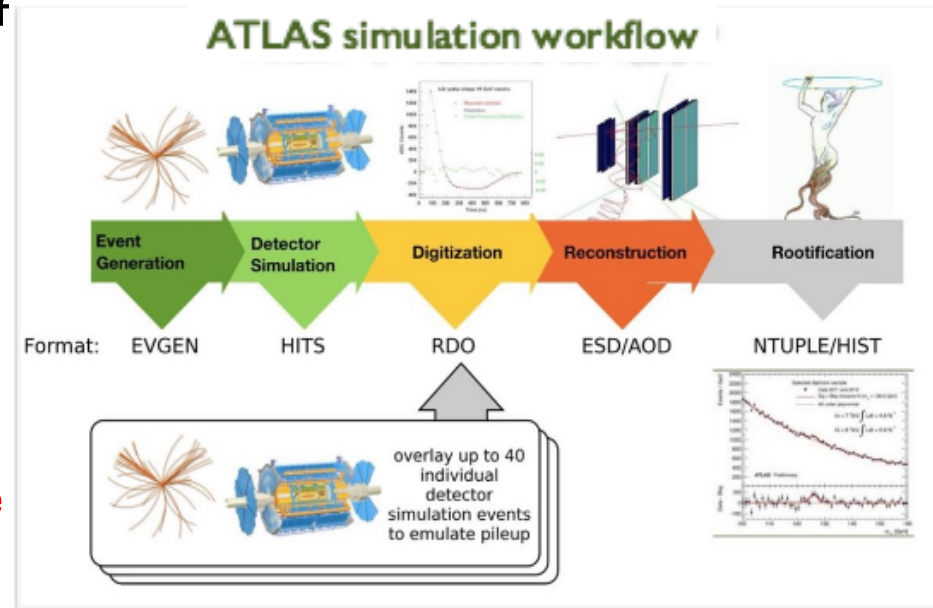 f
ATLAS simulation workflow
Event
Generation
Detector
Simulation
Digitization
Reconstruction
Rootification
Format:
EVGEN
HITS
RDO
ESD/AOD
NTUPLE/HIST
overlay up to 40
individual
detector
simulation events
to emulate pileup
e